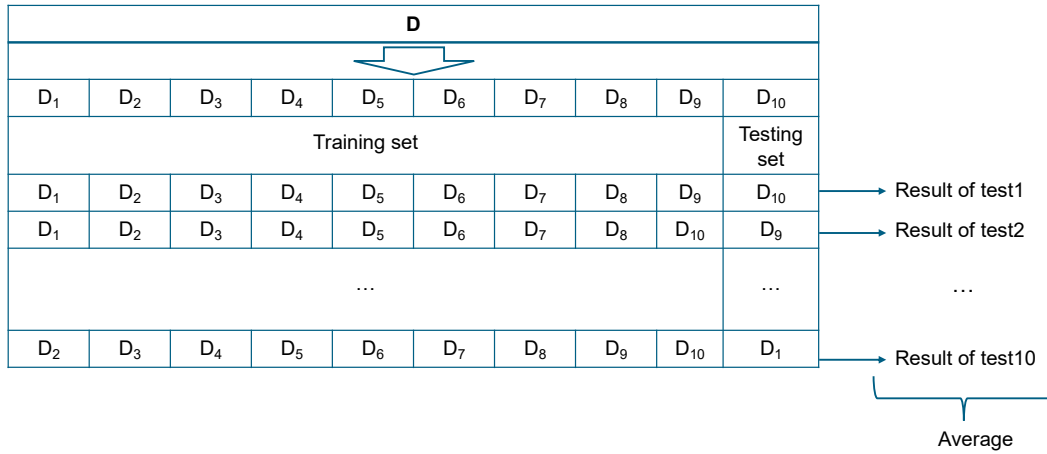 D
D₁ D₂ D₃ D₄ D₅ D₆ D₇ D₈ D₉ D₁₀
Training set Testing set
D₁ D₂ D₃ D₄ D₅ D₆ D₇ D₈ D₉ D₁₀ Result of test1
D₁ D₂ D₃ D₄ D₅ D₆ D₇ D₈ D₁₀ D₉ Result of test2
… … …
D₂ D₃ D₄ D₅ D₆ D₇ D₈ D₉ D₁₀ D₁ Result of test10
Average